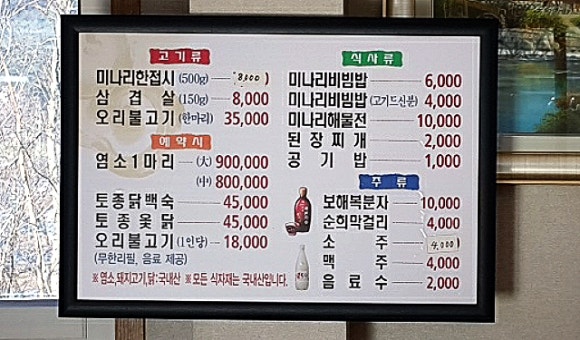 고기류
미나리한접시 (500g) 8,000
삼겹살 (150g) 8,000
오리불고기 (한마리) 35,000
예약시
염소1마리 (大) 900,000
(中) 800,000
토종닭백숙 45,000
토종옻닭 45,000
오리불고기 (1인당) 18,000
(무한리필, 음료 제공)
※염소,돼지고기,닭:국내산 ※모든 식자재는 국내산입니다.
식사류
미나리비빔밥 6,000
미나리비빔밥 (고기드신분) 4,000
미나리해물전 10,000
된장찌개 2,000
공기밥 1,000
주류
보해복분자 10,000
순희막걸리 4,000
소주 4,000
맥주 4,000
음료수 2,000